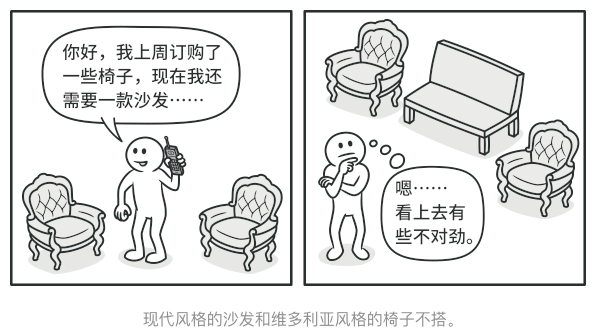 你好，我上周订购了
一些椅子，现在我还
需要一款沙发……
嗯……
看上去有
些不对劲。
现代风格的沙发和维多利亚风格的椅子不搭。